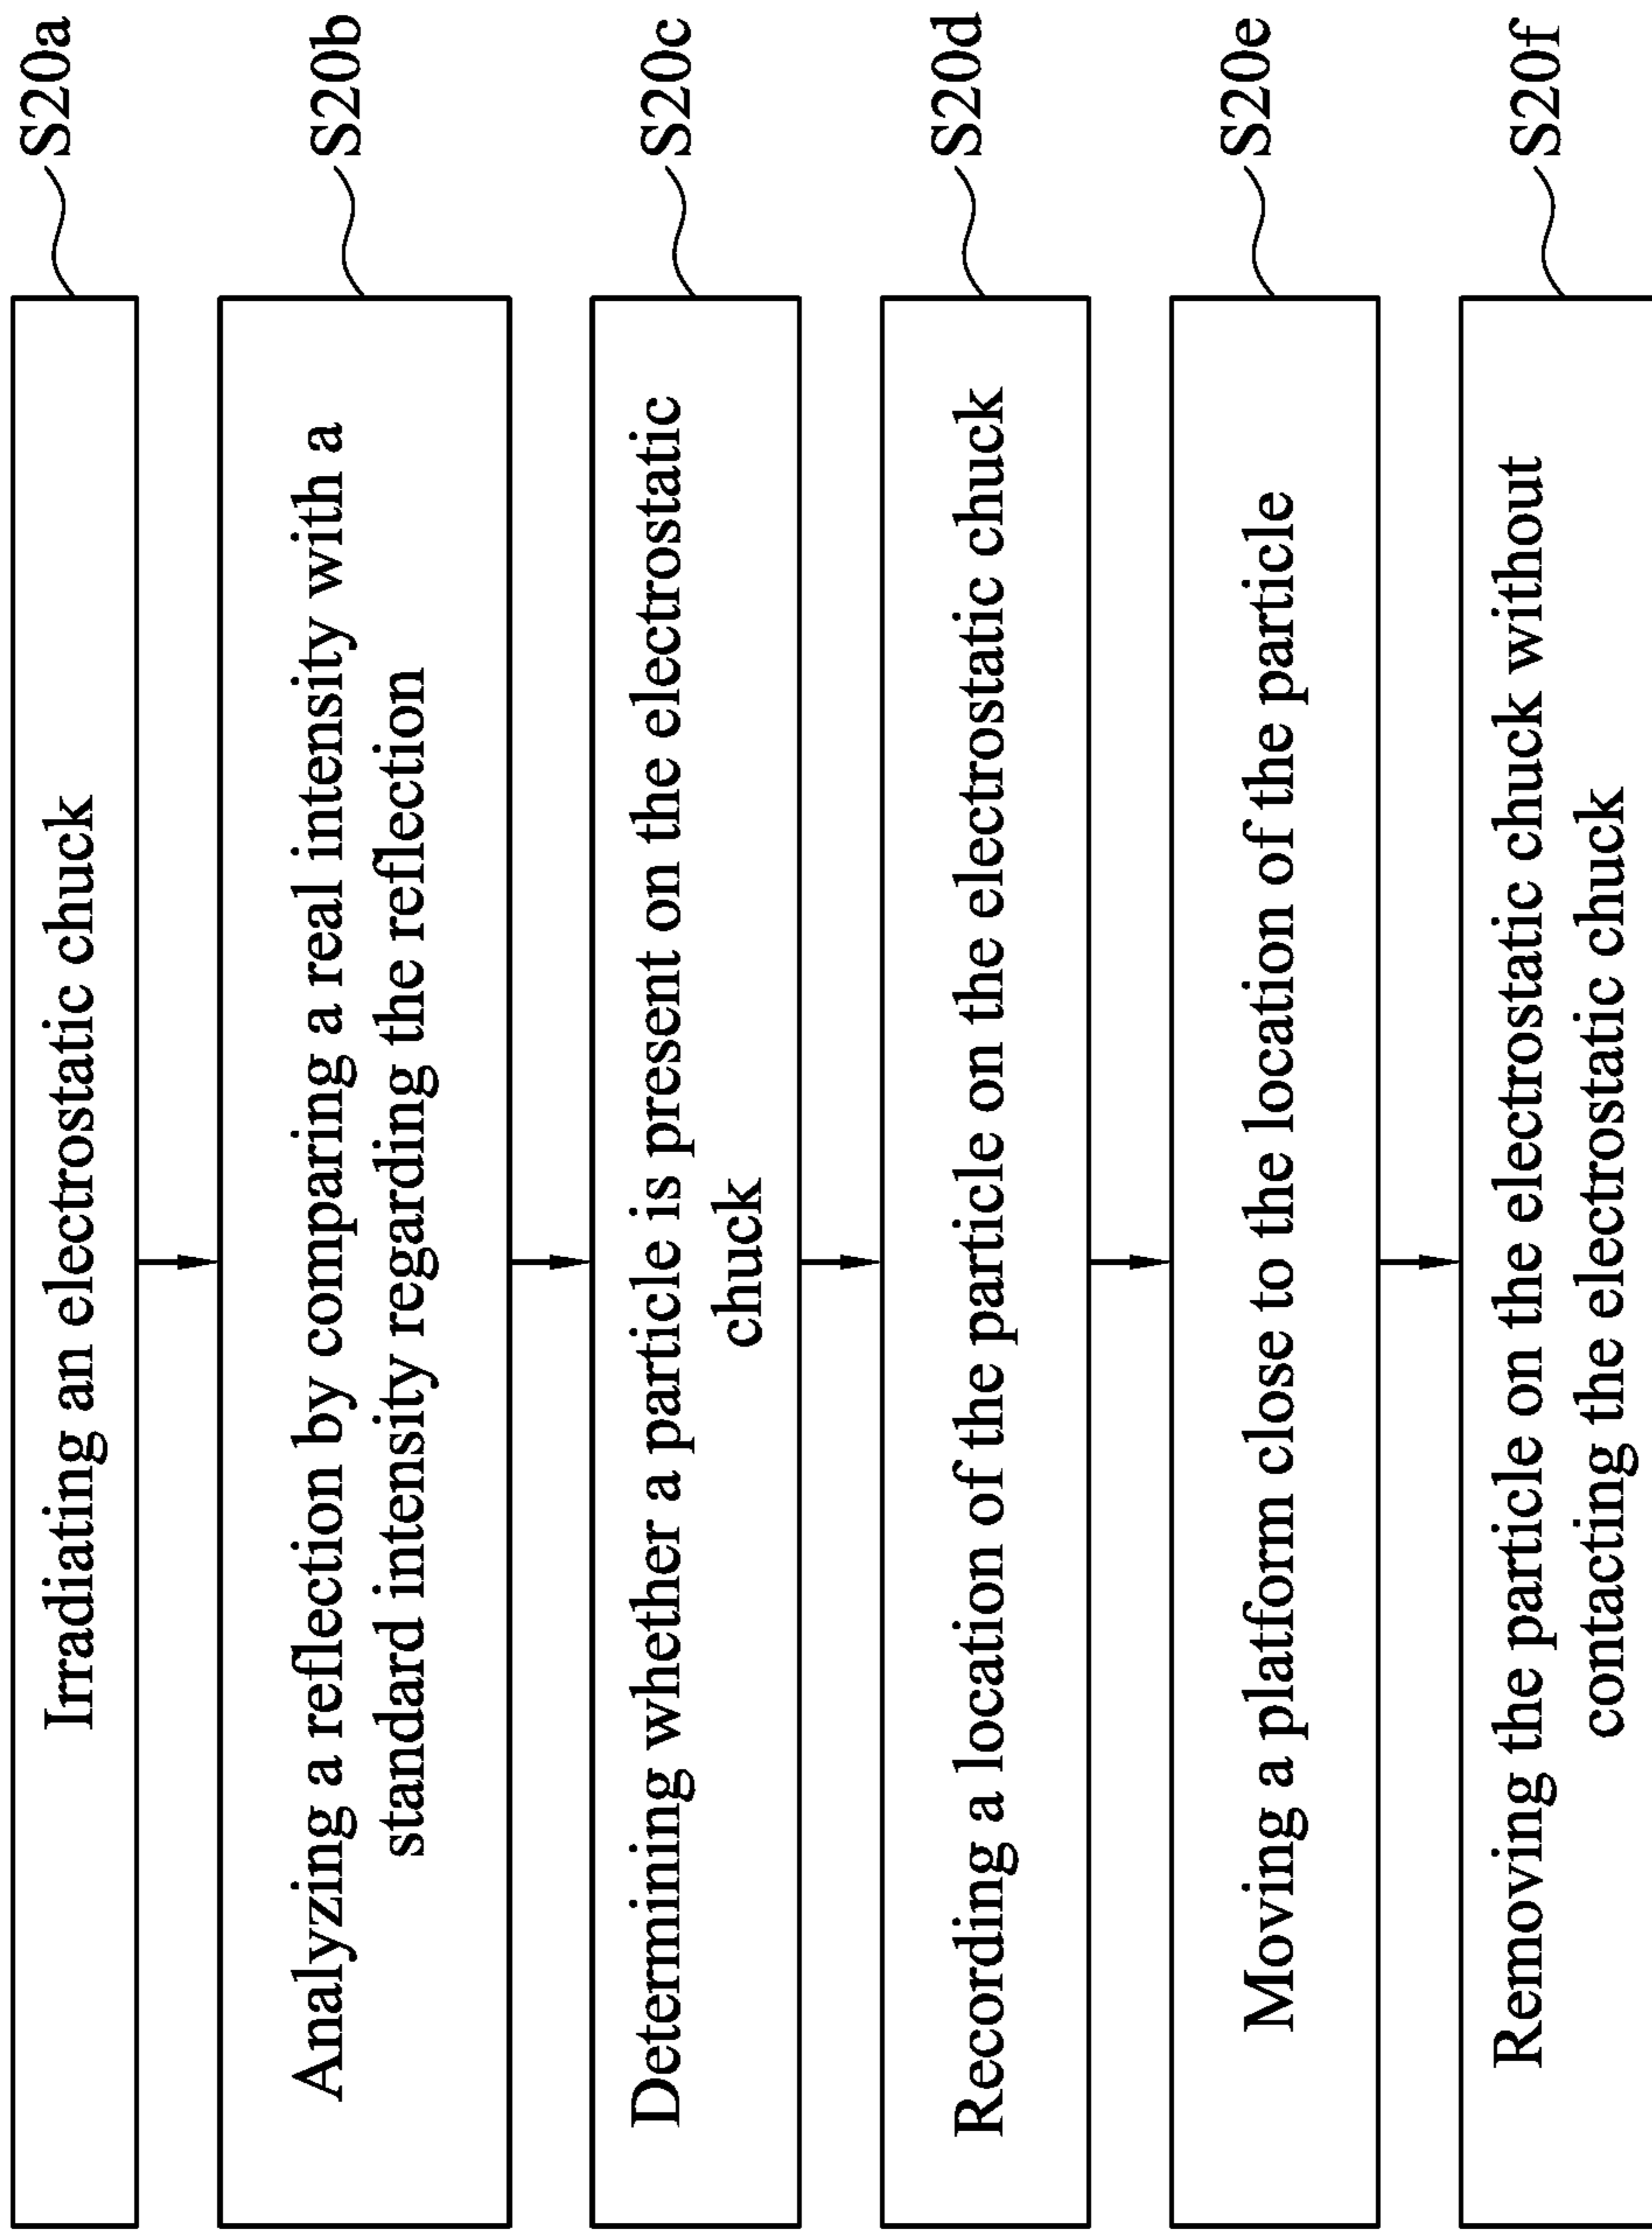 Irradiating an electrostatic chuck
S20a
Analyzing a reflection by comparing a real intensity with a
standard intensity regarding the reflection
S20b
Determining whether a particle is present on the electrostatic
chuck
S20c
Recording a location of the particle on the electrostatic chuck
S20d
Moving a platform close to the location of the particle
S20e
Removing the particle on the electrostatic chuck without
contacting the electrostatic chuck
S20f